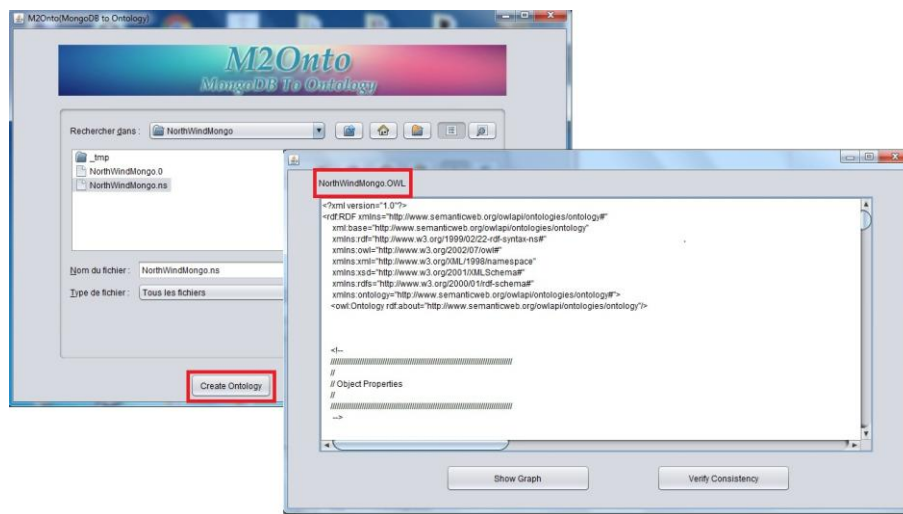 M2Onto(MongoDB to Ontology)
M2Onto
MongoDB To Ontology
Rechercher dans :
NorthWindMongo
_tmp
NorthWindMongo.0
NorthWindMongo.ns
Nom du fichier :
NorthWindMongo.ns
Type de fichier :
Tous les fichiers
Create Ontology
NorthWindMongo.OWL
<?xml version="1.0"?>
<rdf:RDF xmlns="http://www.semanticweb.org/owlapi/ontologies/ontology#"
xml:base="http://www.semanticweb.org/owlapi/ontologies/ontology"
xmlns:rdf="http://www.w3.org/1999/02/22-rdf-syntax-ns#"
xmlns:owl="http://www.w3.org/2002/07/owl#"
xmlns:xml="http://www.w3.org/XML/1998/namespace"
xmlns:xsd="http://www.w3.org/2001/XMLSchema#"
xmlns:rdfs="http://www.w3.org/2000/01/rdf-schema#"
xmlns:ontology="http://www.semanticweb.org/owlapi/ontologies/ontology#">
<owl:Ontology rdf:about="http://www.semanticweb.org/owlapi/ontologies/ontology"/>
<!--
///////////////////////////////////////////////////////////////////////////////////////
//
// Object Properties
//
///////////////////////////////////////////////////////////////////////////////////////
-->
Show Graph
Verify Consistency